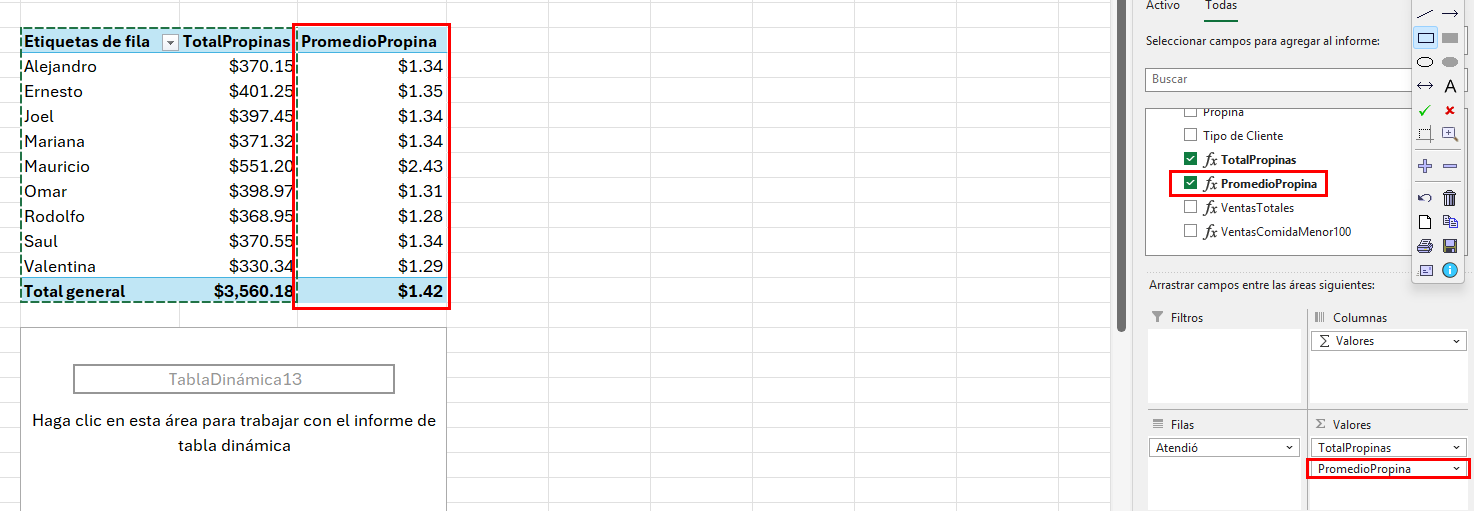 Etiquetas de fila TotalPropinas PromedioPropina
Alejandro $370.15 $1.34
Ernesto $401.25 $1.35
Joel $397.45 $1.34
Mariana $371.32 $1.34
Mauricio $551.20 $2.43
Omar $398.97 $1.31
Rodolfo $368.95 $1.28
Saul $370.55 $1.34
Valentina $330.34 $1.29
Total general $3,560.18 $1.42
TablaDinámica13
Haga clic en esta área para trabajar con el informe de
tabla dinámica
Activo Todas
Seleccionar campos para agregar al informe:
Buscar
Propina
Tipo de Cliente
fx TotalPropinas
fx PromedioPropina
fx VentasTotales
fx VentasComidaMenor100
Arrastrar campos entre las áreas siguientes:
Filtros
Columnas
Σ Valores
Filas
Atendió
Σ Valores
TotalPropinas
PromedioPropina
A